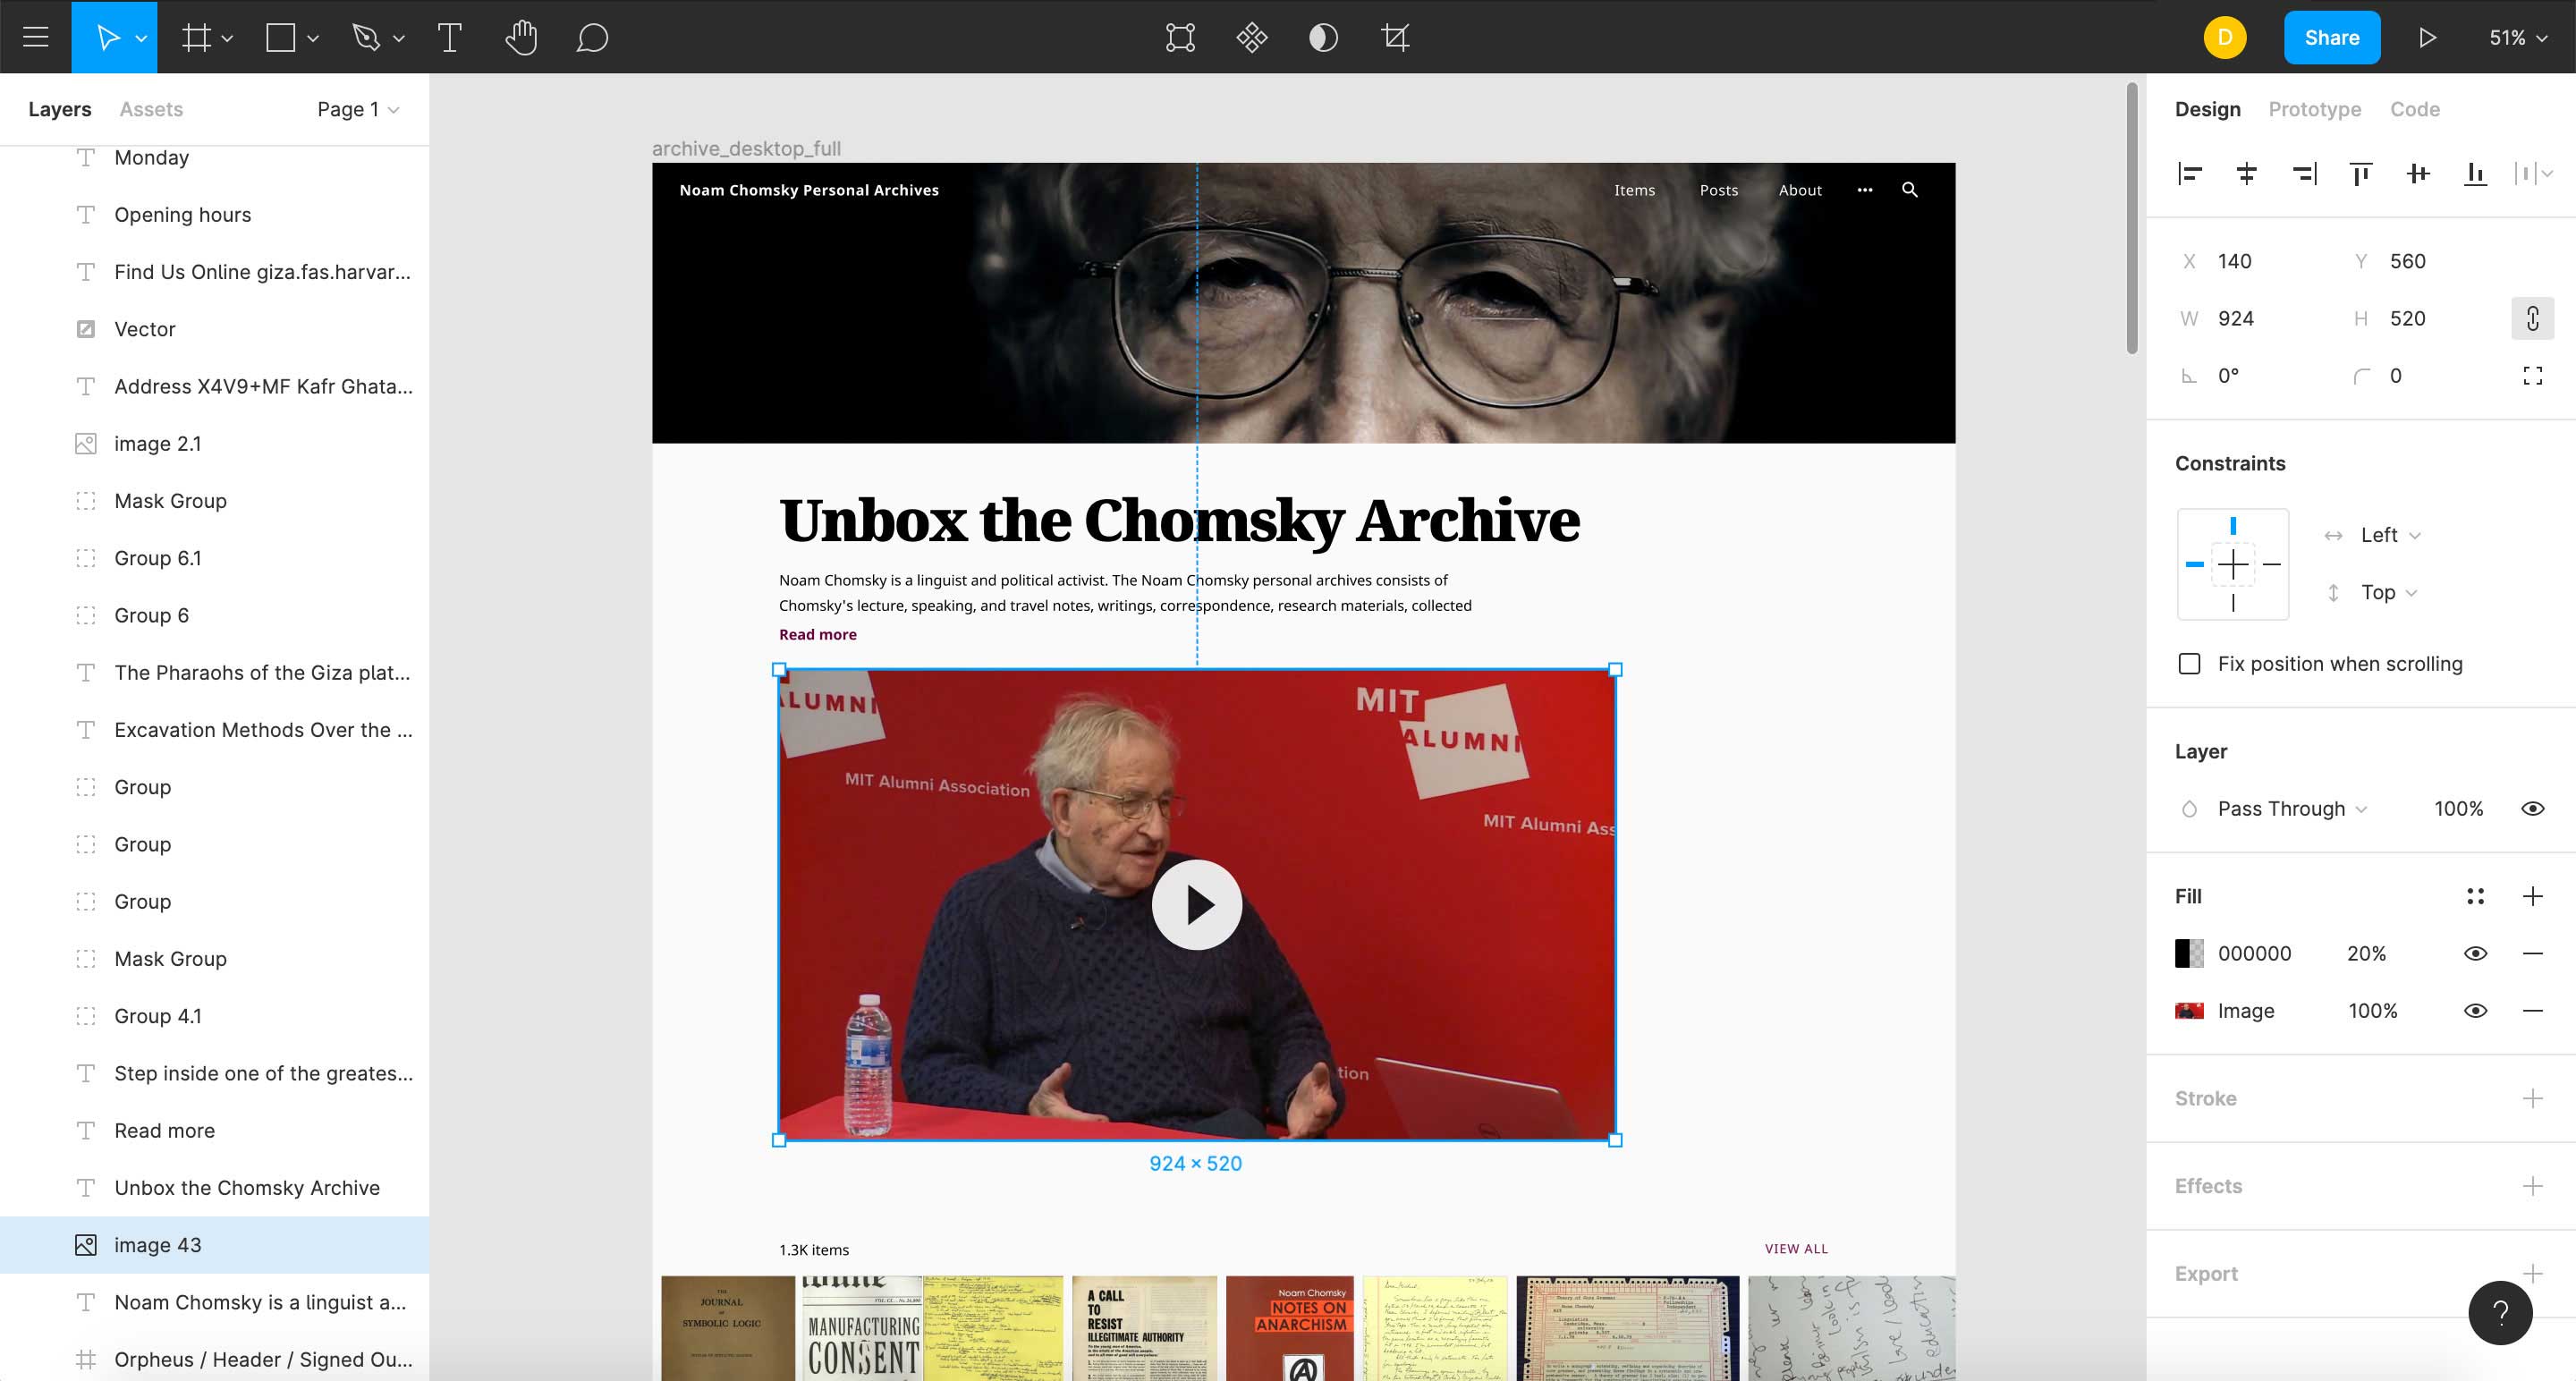 D
Share
51%
Layers
Assets
Page 1
Monday
Opening hours
Find Us Online giza.fas.harvar...
Vector
Address X4V9+MF Kafr Ghata...
image 2.1
Mask Group
Group 6.1
Group 6
The Pharaohs of the Giza plat...
Excavation Methods Over the ...
Group
Group
Group
Mask Group
Group 4.1
Step inside one of the greates...
Read more
Unbox the Chomsky Archive
image 43
Noam Chomsky is a linguist a...
Orpheus / Header / Signed Ou...
archive_desktop_full
Noam Chomsky Personal Archives
Items
Posts
About
Unbox the Chomsky Archive
Noam Chomsky is a linguist and political activist. The Noam Chomsky personal archives consists of
Chomsky's lecture, speaking, and travel notes, writings, correspondence, research materials, collected
Read more
ALUMNI
MIT
ALUMNI
MIT Alumni Association
MIT Alumni Ass
tion
924 × 520
1.3K items
VIEW ALL
THE
JOURNAL
OF
SYMBOLIC LOGIC
MANUFACTURING
CONSENT
A CALL
TO
RESIST
ILLEGITIMATE AUTHORITY
Noam Chomsky
NOTES ON
ANARCHISM
Design
Prototype
Code
X 140
Y 560
W 924
H 520
0°
0
Constraints
Left
Top
Fix position when scrolling
Layer
Pass Through
100%
Fill
000000
20%
Image
100%
Stroke
Effects
Export
?